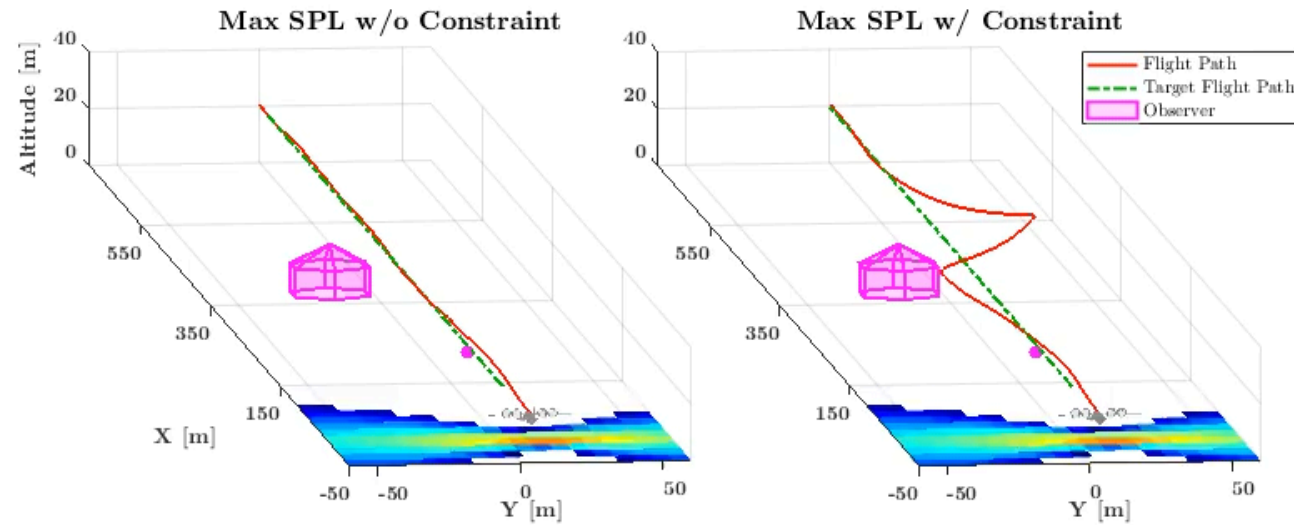 Max SPL w/o Constraint
Max SPL w/ Constraint
Altitude [m]
40
20
0
550
350
150
X [m]
-50
-50
0
50
Y [m]
40
20
0
550
350
150
-50
-50
0
50
Y [m]
Flight Path
Target Flight Path
Observer